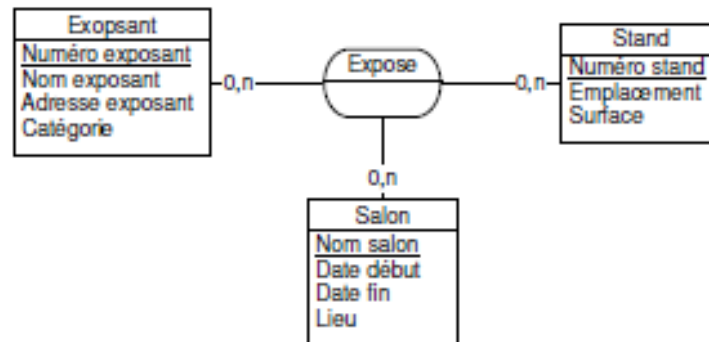 Exopsant
Numéro exposant
Nom exposant
Adresse exposant
Catégorie
0,n
Expose
0,n
Stand
Numéro stand
Emplacement
Surface
0,n
Salon
Nom salon
Date début
Date fin
Lieu